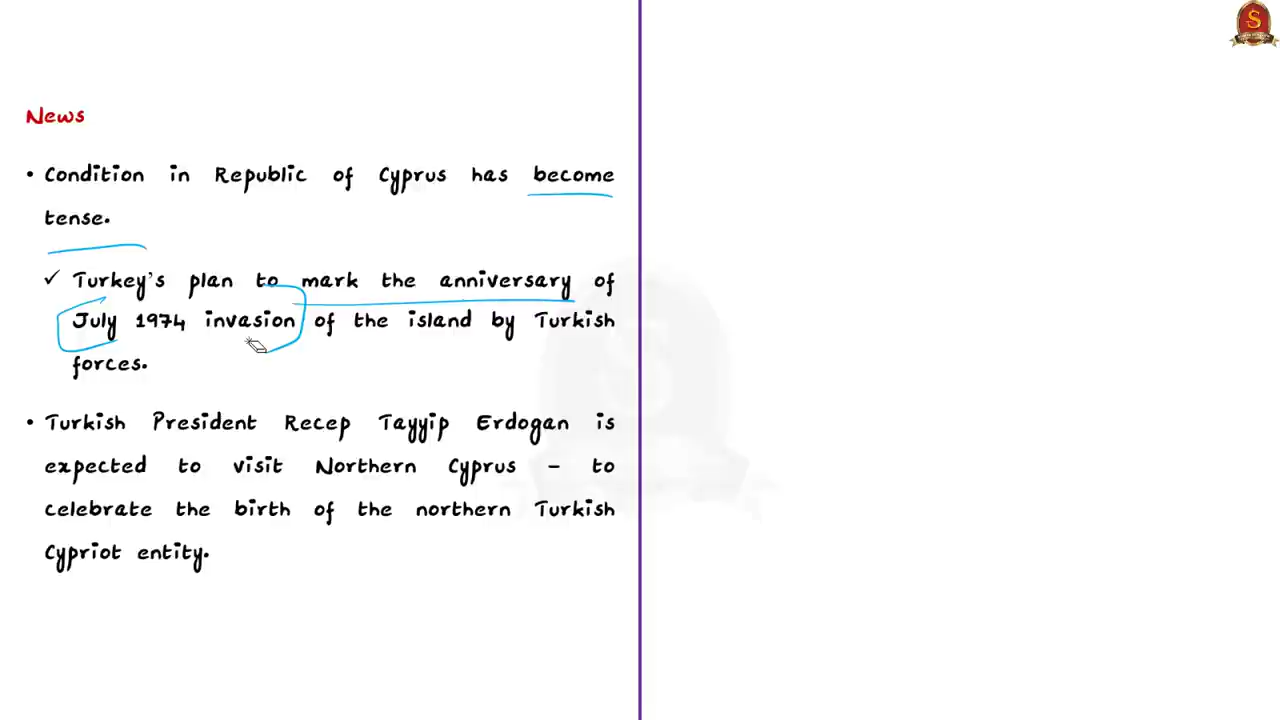 News
• Condition in Republic of Cyprus has become
tense.
✓ Turkey's plan to mark the anniversary of
July 1974 invasion of the island by Turkish
forces.
• Turkish President Recep Tayyip Erdogan is
expected to visit Northern Cyprus – to
celebrate the birth of the northern Turkish
Cypriot entity.